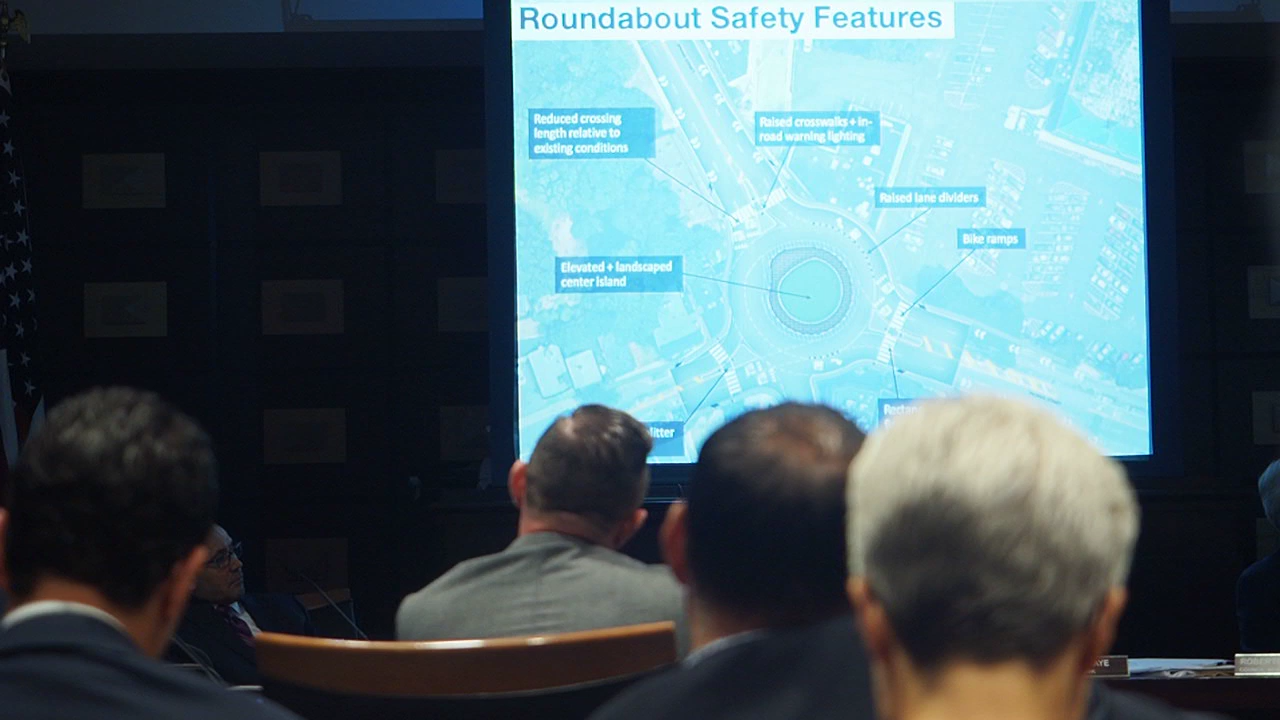 Roundabout Safety Features
Reduced crossing
length relative to
existing conditions
Raised crosswalks + in-
road warning lighting
Raised lane dividers
Bike ramps
Elevated + landscaped
center island